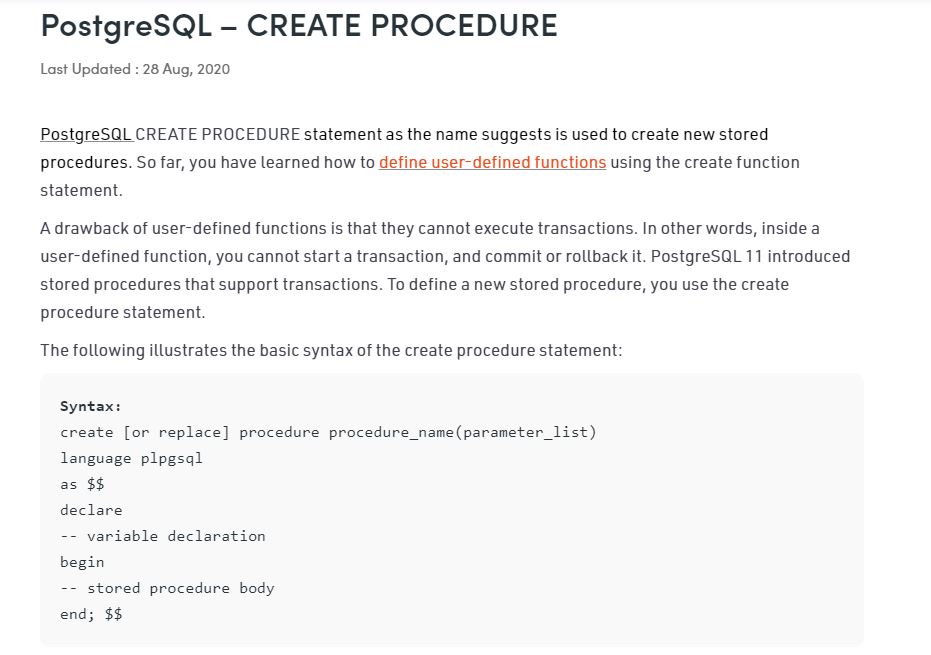 PostgreSQL – CREATE PROCEDURE
Last Updated : 28 Aug, 2020
PostgreSQL CREATE PROCEDURE statement as the name suggests is used to create new stored
procedures. So far, you have learned how to define user-defined functions using the create function
statement.
A drawback of user-defined functions is that they cannot execute transactions. In other words, inside a
user-defined function, you cannot start a transaction, and commit or rollback it. PostgreSQL 11 introduced
stored procedures that support transactions. To define a new stored procedure, you use the create
procedure statement.
The following illustrates the basic syntax of the create procedure statement:
Syntax:
create [or replace] procedure procedure_name(parameter_list)
language plpgsql
as $$
declare
-- variable declaration
begin
-- stored procedure body
end; $$